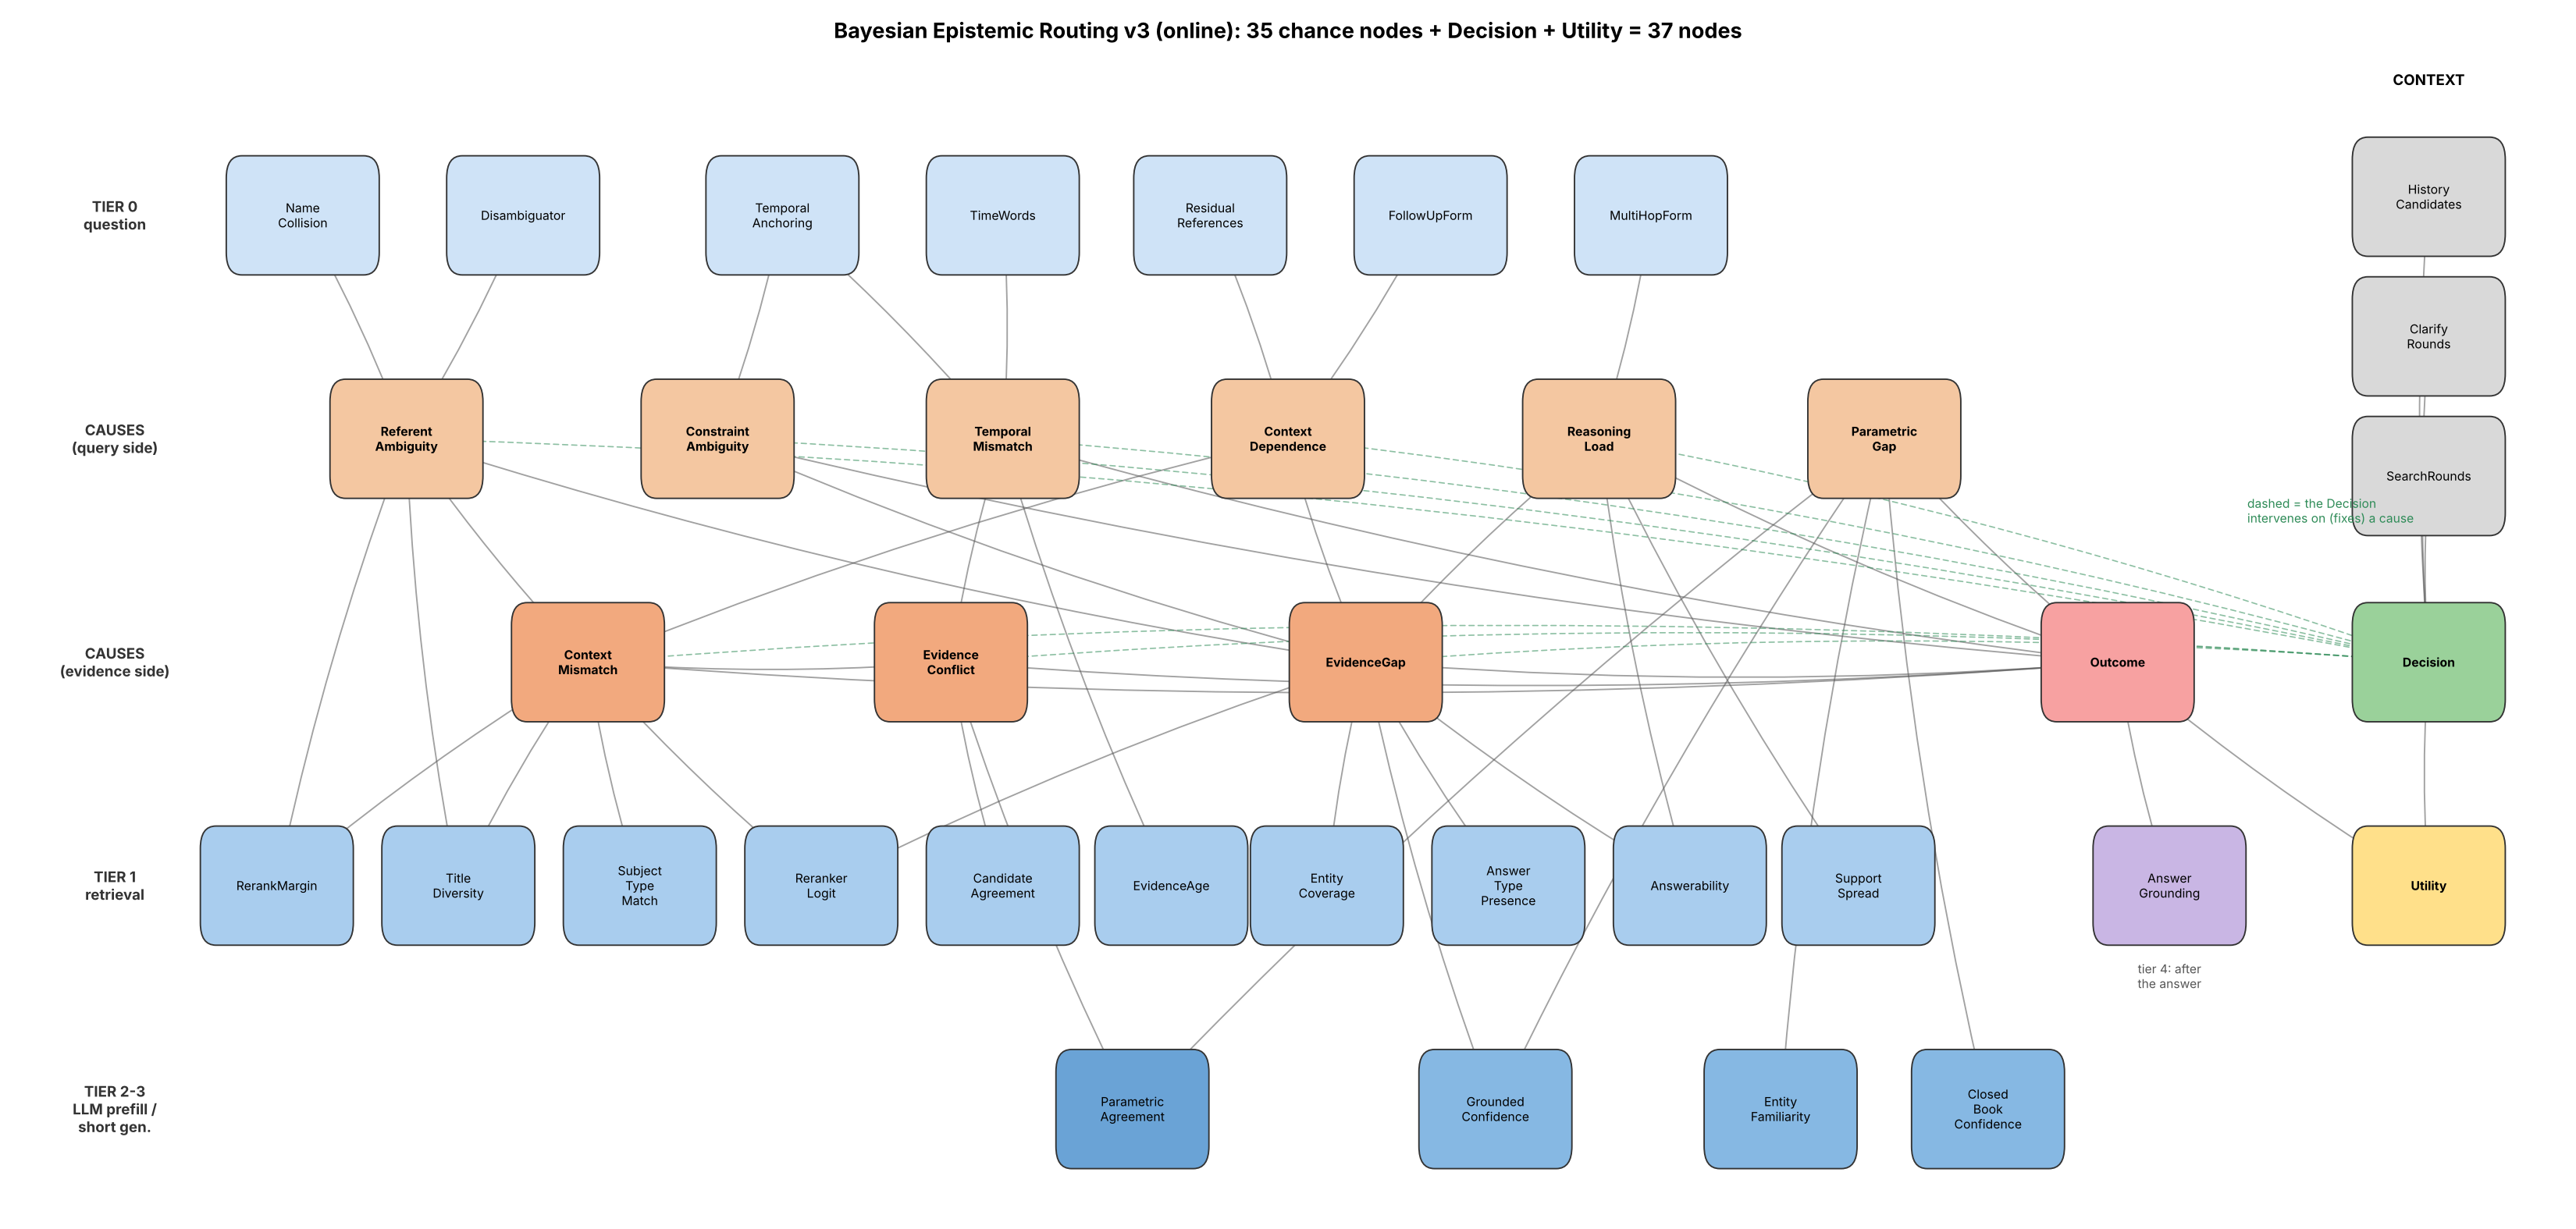 Bayesian Epistemic Routing v3 (online): 35 chance nodes + Decision + Utility = 37 nodes
CONTEXT
TIER 0
question
Name
Collision
Disambiguator
Temporal
Anchoring
TimeWords
Residual
References
FollowUpForm
MultiHopForm
History
Candidates
Clarify
Rounds
CAUSES
(query side)
Referent
Ambiguity
Constraint
Ambiguity
Temporal
Mismatch
Context
Dependence
Reasoning
Load
Parametric
Gap
SearchRounds
dashed = the Decision
intervenes on (fixes) a cause
CAUSES
(evidence side)
Context
Mismatch
Evidence
Conflict
EvidenceGap
Outcome
Decision
TIER 1
retrieval
RerankMargin
Title
Diversity
Subject
Type
Match
Reranker
Logit
Candidate
Agreement
EvidenceAge
Entity
Coverage
Answer
Type
Presence
Answerability
Support
Spread
Answer
Grounding
Utility
tier 4: after
the answer
TIER 2-3
LLM prefill /
short gen.
Parametric
Agreement
Grounded
Confidence
Entity
Familiarity
Closed
Book
Confidence